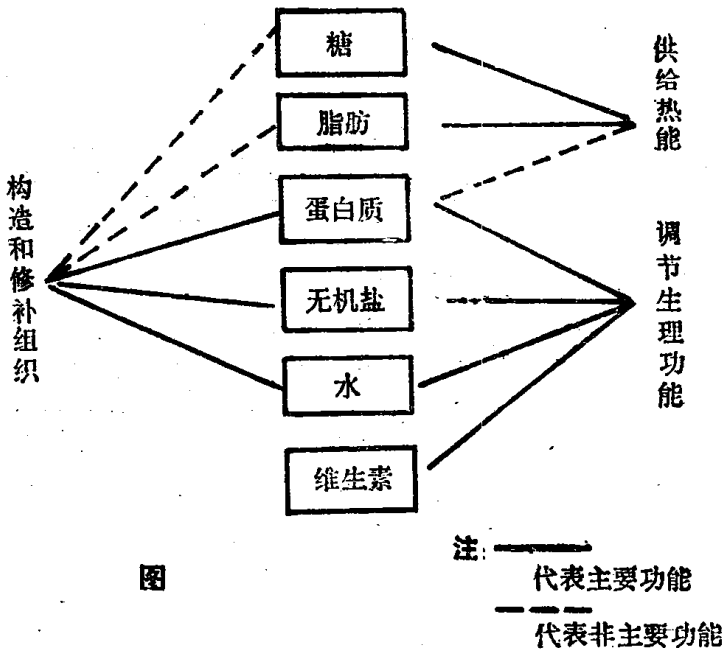 构造和修补组织
糖
脂肪
蛋白质
无机盐
水
维生素
供给热能
调节生理功能
图
注:
代表主要功能
代表非主要功能